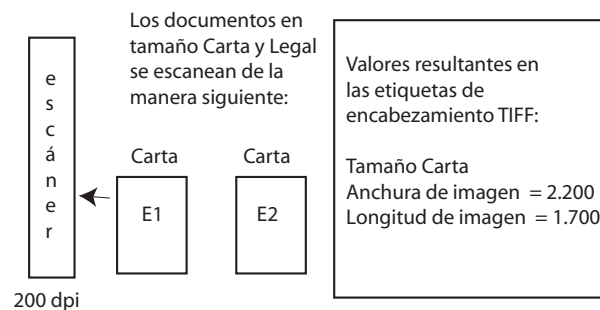 Los documentos en
tamaño Carta y Legal
se escanean de la
manera siguiente:
escáner
200 dpi
Carta
E1
Carta
E2
Valores resultantes en
las etiquetas de
encabezamiento TIFF:
Tamaño Carta
Anchura de imagen = 2.200
Longitud de imagen = 1.700